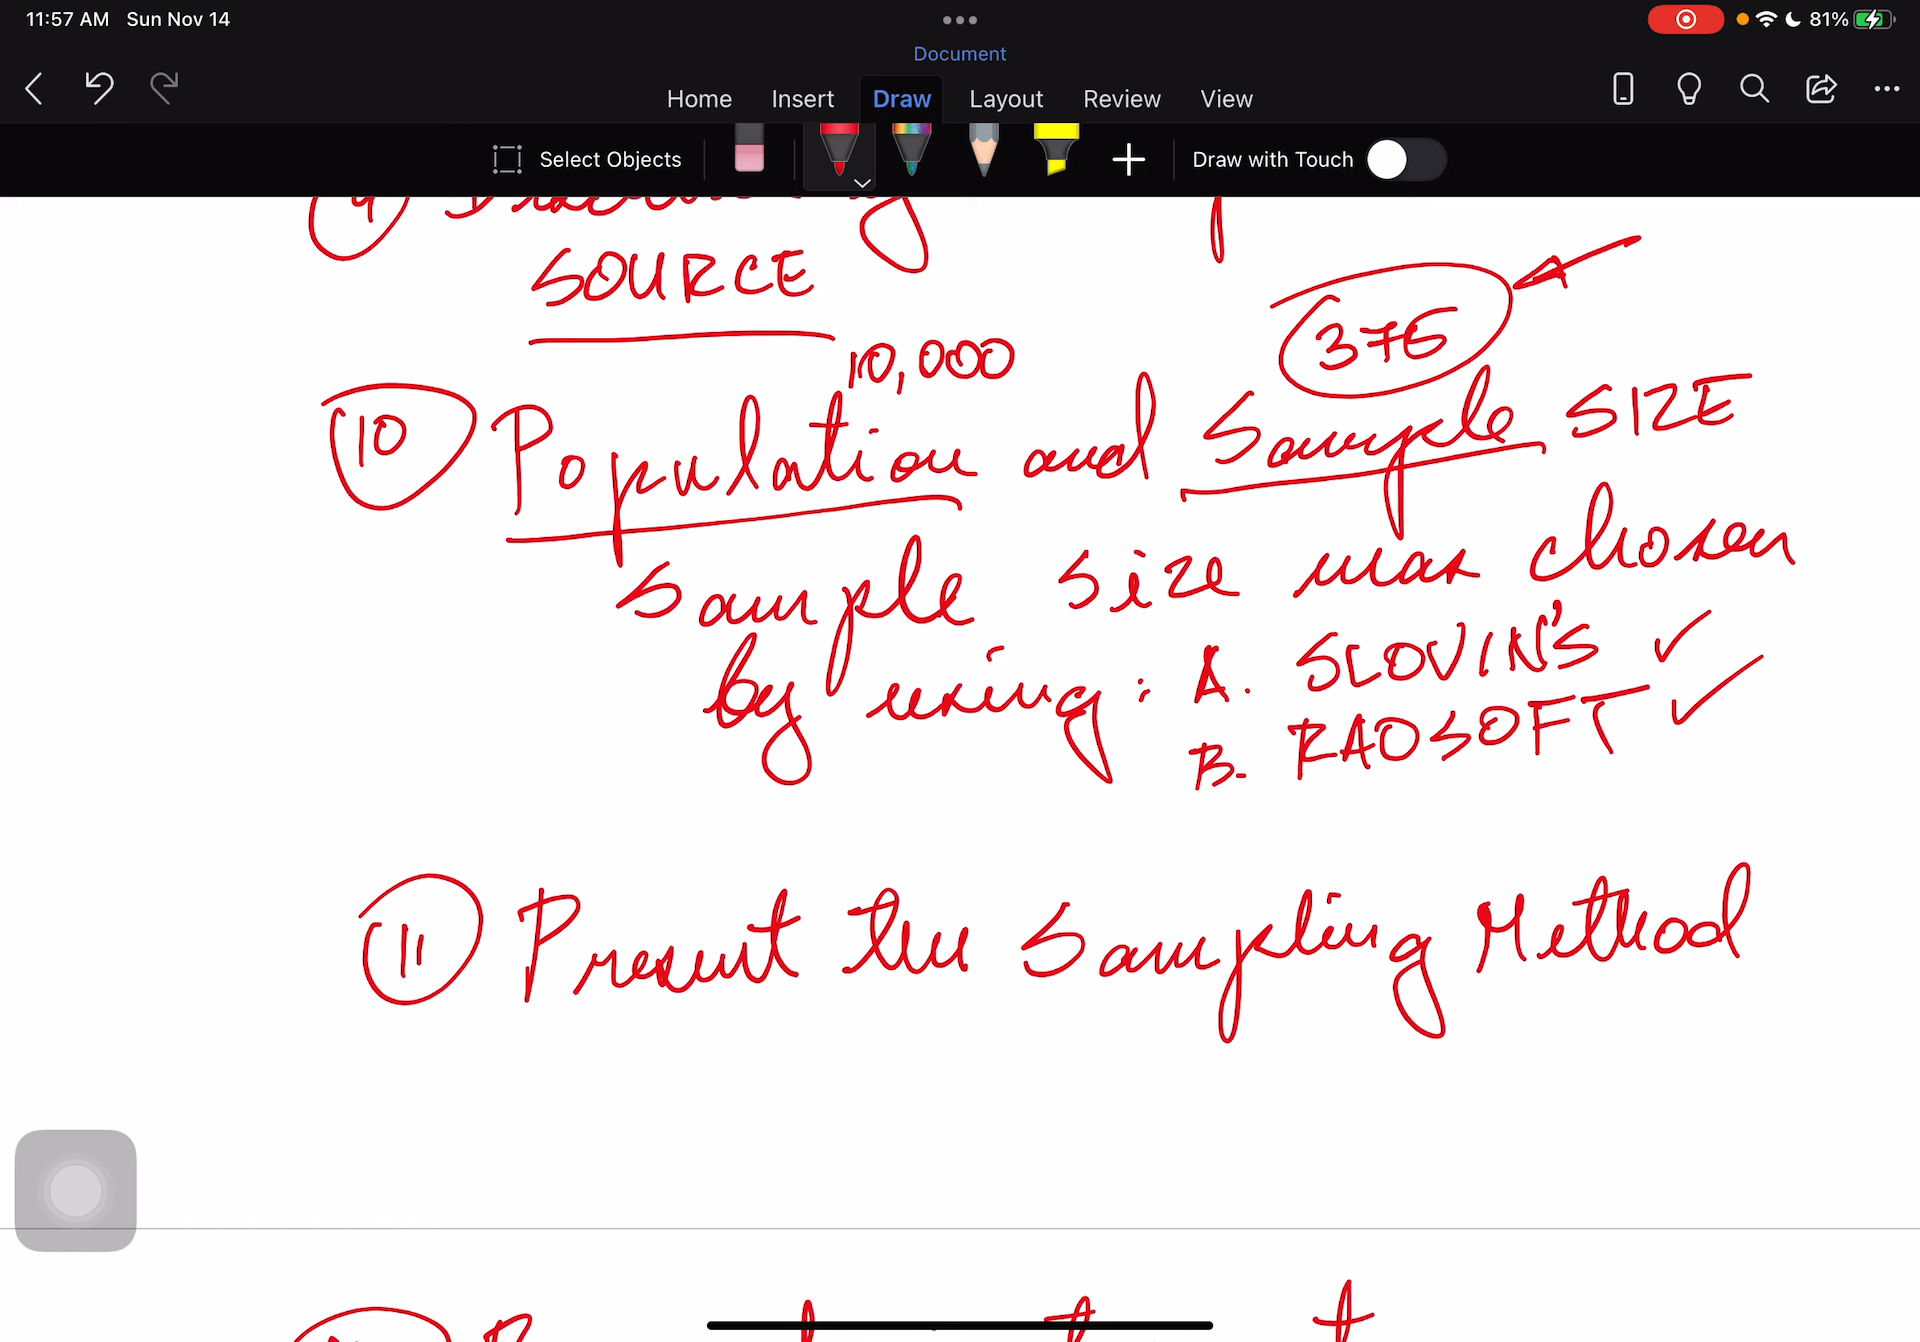 11:57 AM Sun Nov 14
81%
Document
Home Insert Draw Layout Review View
Select Objects
Draw with Touch
SOURCE
10,000
376
10 Population and Sample SIZE
Sample size was chosen
by using: A. SLOVIN'S
B. RAOSOFT
11 Present the Sampling Method